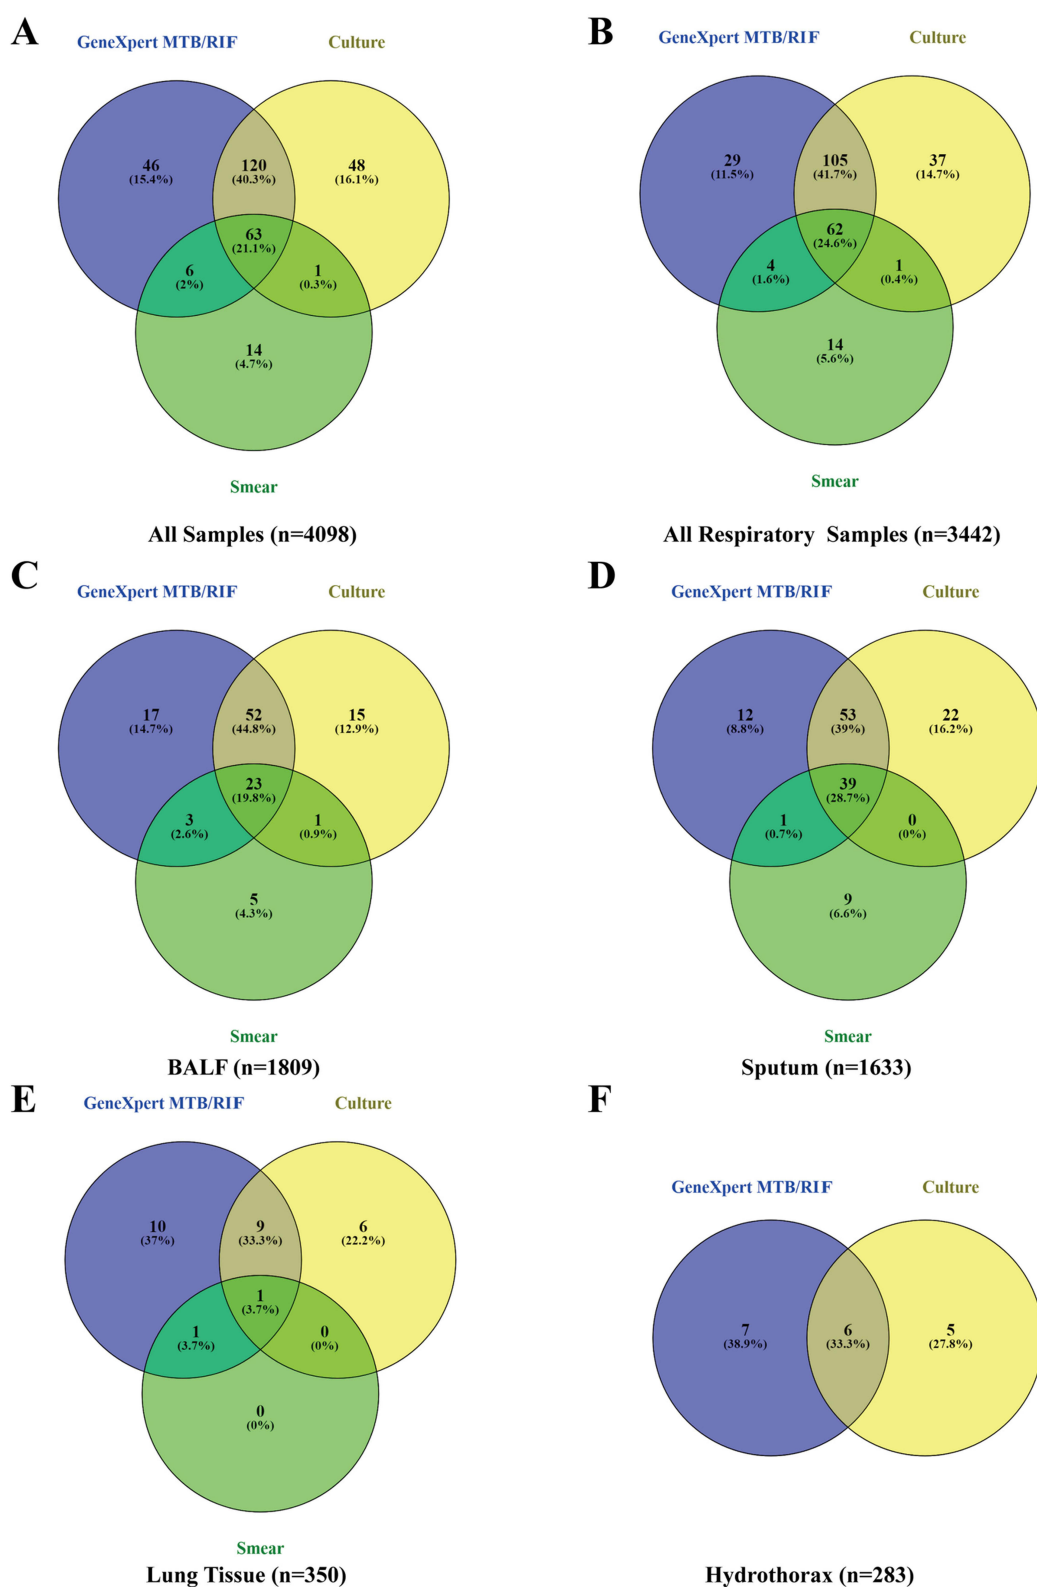 A
GeneXpert MTB/RIF
Culture
46
(15.4%)
120
(40.3%)
48
(16.1%)
63
(21.1%)
6
(2%)
1
(0.3%)
14
(4.7%)
Smear
All Samples (n=4098)
B
GeneXpert MTB/RIF
Culture
29
(11.5%)
105
(41.7%)
37
(14.7%)
62
(24.6%)
4
(1.6%)
1
(0.4%)
14
(5.6%)
Smear
All Respiratory Samples (n=3442)
C
GeneXpert MTB/RIF
Culture
17
(14.7%)
52
(44.8%)
15
(12.9%)
23
(19.8%)
3
(2.6%)
1
(0.9%)
5
(4.3%)
Smear
BALF (n=1809)
D
GeneXpert MTB/RIF
Culture
12
(8.8%)
53
(39%)
22
(16.2%)
39
(28.7%)
1
(0.7%)
0
(0%)
9
(6.6%)
Smear
Sputum (n=1633)
E
GeneXpert MTB/RIF
Culture
10
(37%)
9
(33.3%)
6
(22.2%)
1
(3.7%)
1
(3.7%)
0
(0%)
0
(0%)
Smear
Lung Tissue (n=350)
F
GeneXpert MTB/RIF
Culture
7
(38.9%)
6
(33.3%)
5
(27.8%)
Hydrothorax (n=283)